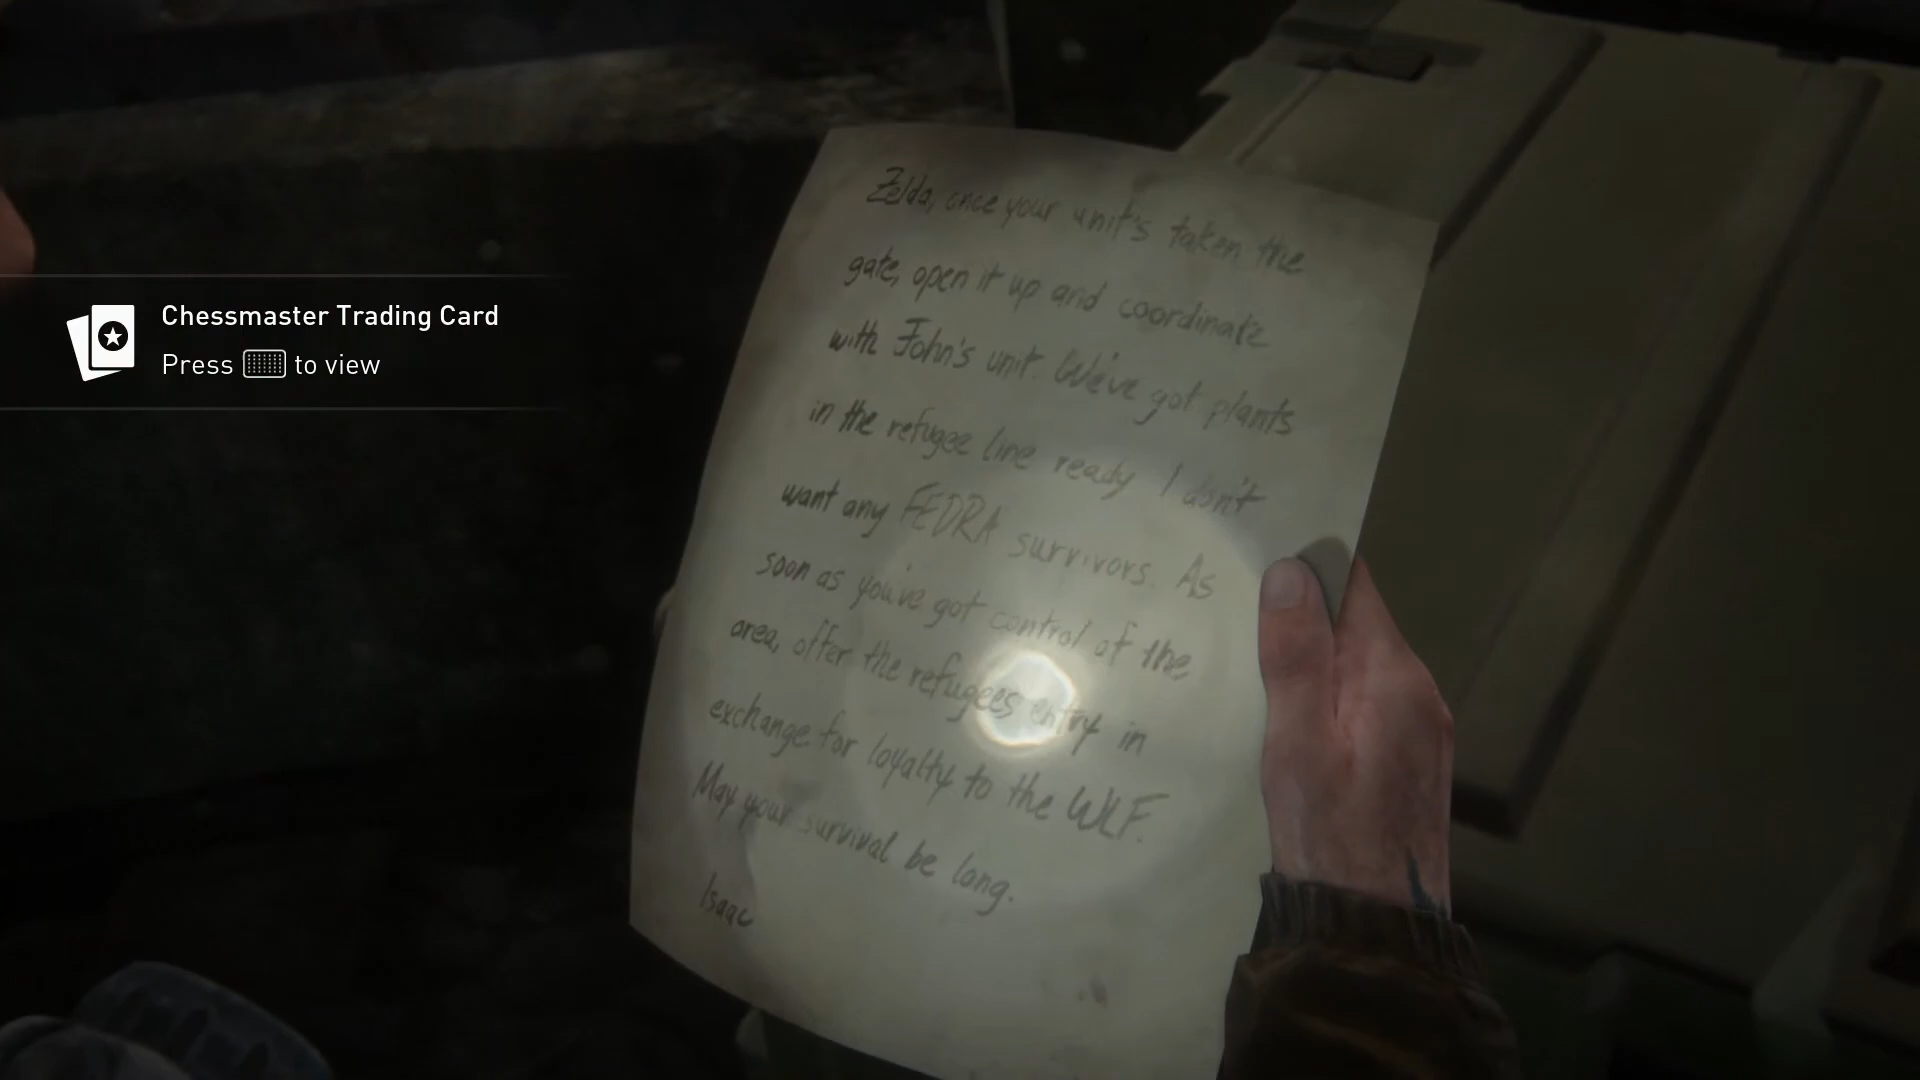 Chessmaster Trading Card
Press to view
Zelda, once your unit's taken the
gate, open it up and coordinate
with John's unit. We've got plants
in the refugee line ready I don't
want any FEDRA survivors. As
soon as you've got control of the
area, offer the refugees entry in
exchange for loyalty to the WLF.
May your survival be long.
Isaac